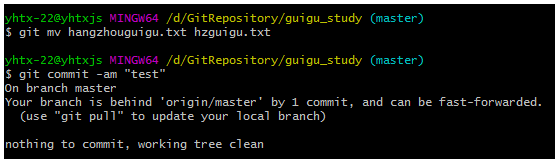 yhtx-22@yhtxjs MINGW64 /d/GitRepository/guigu_study (master)
$ git mv hangzhouguigu.txt hzguigu.txt
yhtx-22@yhtxjs MINGW64 /d/GitRepository/guigu_study (master)
$ git commit -am "test"
On branch master
Your branch is behind 'origin/master' by 1 commit, and can be fast-forwarded.
(use "git pull" to update your local branch)
nothing to commit, working tree clean